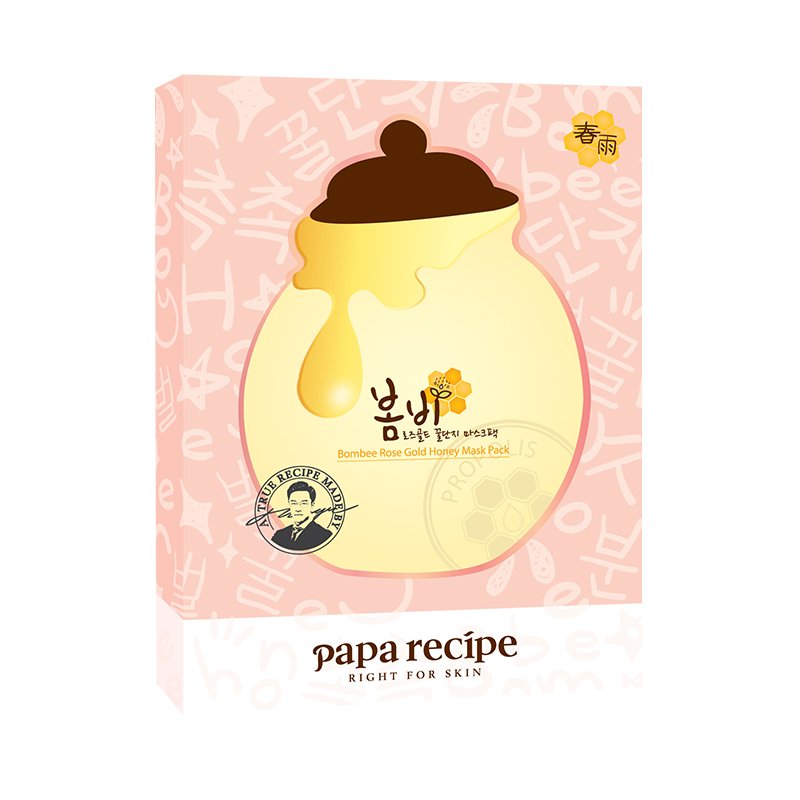 春雨
봄비
로즈골드 꿀단지 마스크팩
Bombee Rose Gold Honey Mask Pack
PROPOLIS
A TRUE RECIPE MADE BY
papa recipe
RIGHT FOR SKIN